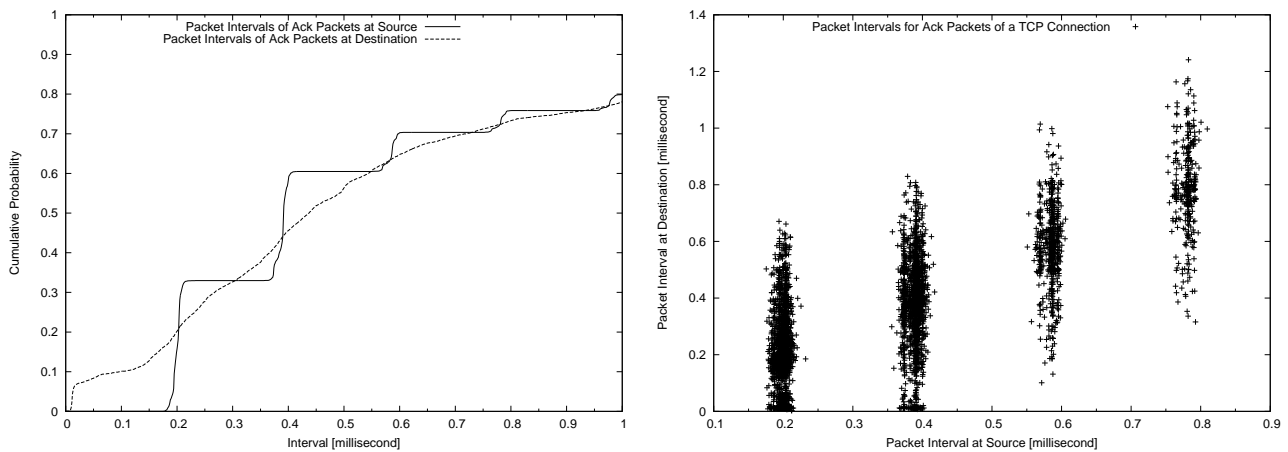 Packet Intervals of Ack Packets at Source
Packet Intervals of Ack Packets at Destination
1
0.9
0.8
0.7
0.6
0.5
0.4
0.3
0.2
0.1
0
Cumulative Probability
0 0.1 0.2 0.3 0.4 0.5 0.6 0.7 0.8 0.9 1
Interval [millisecond]
Packet Intervals for Ack Packets of a TCP Connection
1.4
1.2
1
0.8
0.6
0.4
0.2
0
Packet Interval at Destination [millisecond]
0.1 0.2 0.3 0.4 0.5 0.6 0.7 0.8 0.9
Packet Interval at Source [millisecond]